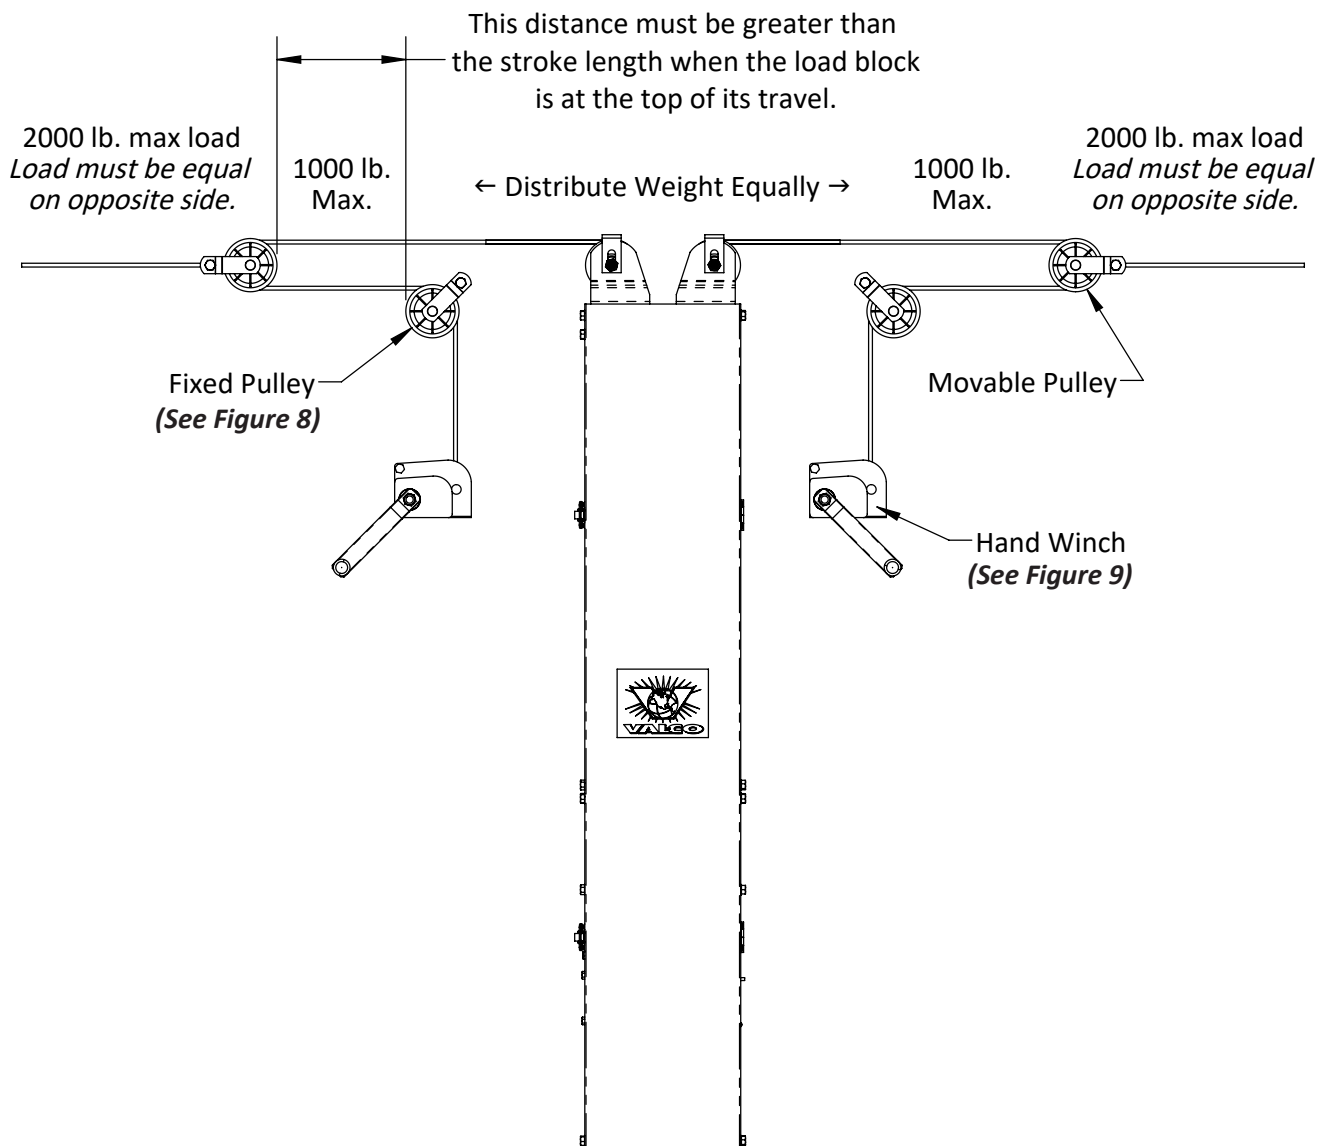 This distance must be greater than
the stroke length when the load block
is at the top of its travel.
2000 lb. max load
Load must be equal
on opposite side.
1000 lb.
Max.
← Distribute Weight Equally →
1000 lb.
Max.
2000 lb. max load
Load must be equal
on opposite side.
Fixed Pulley
(See Figure 8)
Movable Pulley
Hand Winch
(See Figure 9)
VALCO